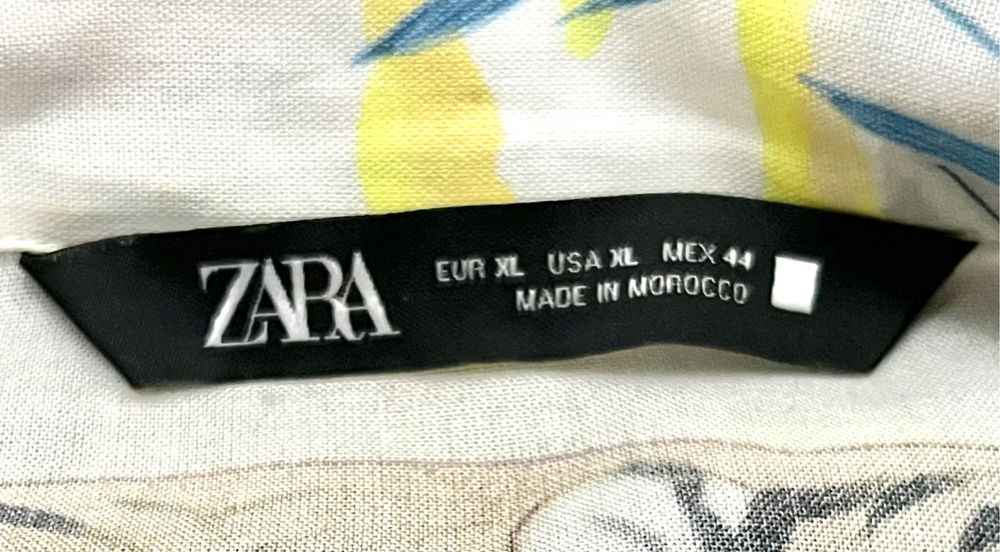 ZARA
EUR XL USA XL MEX 44
MADE IN MOROCCO